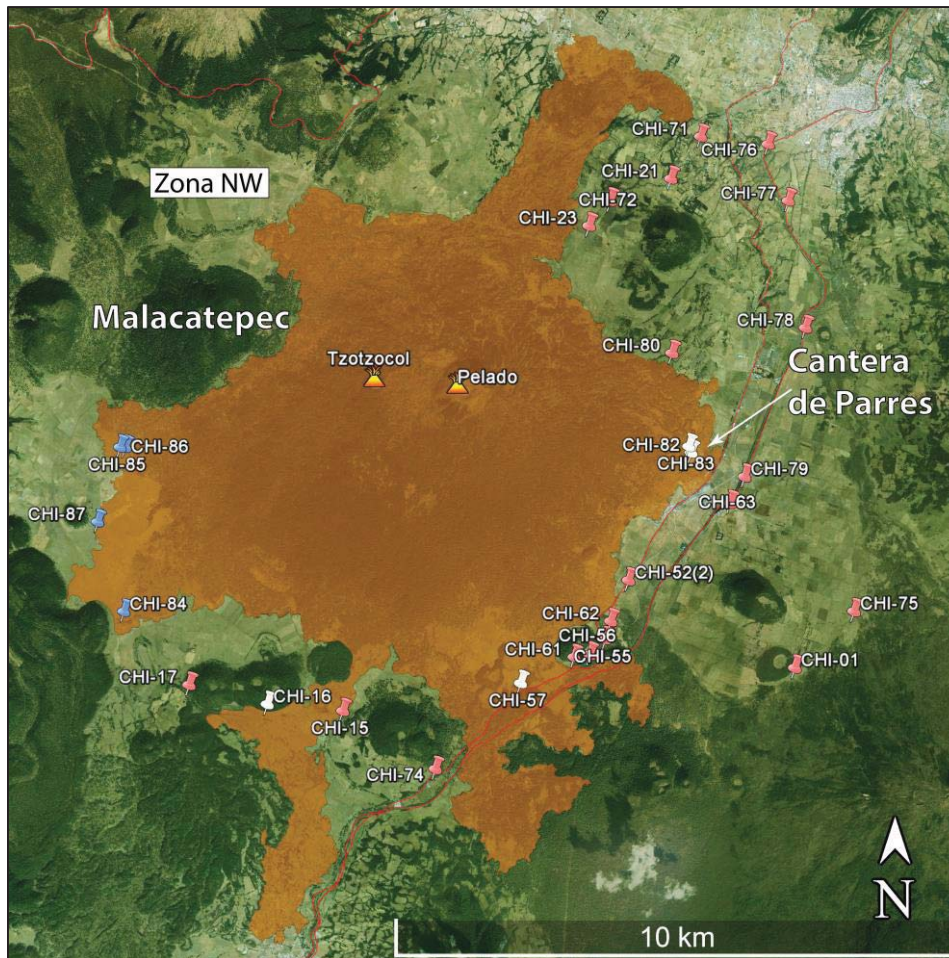 CHI-71
CHI-76
CHI-21
Zona NW
CHI-72
CHI-77
CHI-23
Malacatepec
CHI-78
CHI-80
Tzotzocol
Pelado
Cantera
de Parres
CHI-82
CHI-83
CHI-86
CHI-85
CHI-79
CHI-63
CHI-87
CHI-52(2)
CHI-84
CHI-62
CHI-75
CHI-56
CHI-61
CHI-55
CHI-01
CHI-17
CHI-16
CHI-57
CHI-15
CHI-74
N
10 km